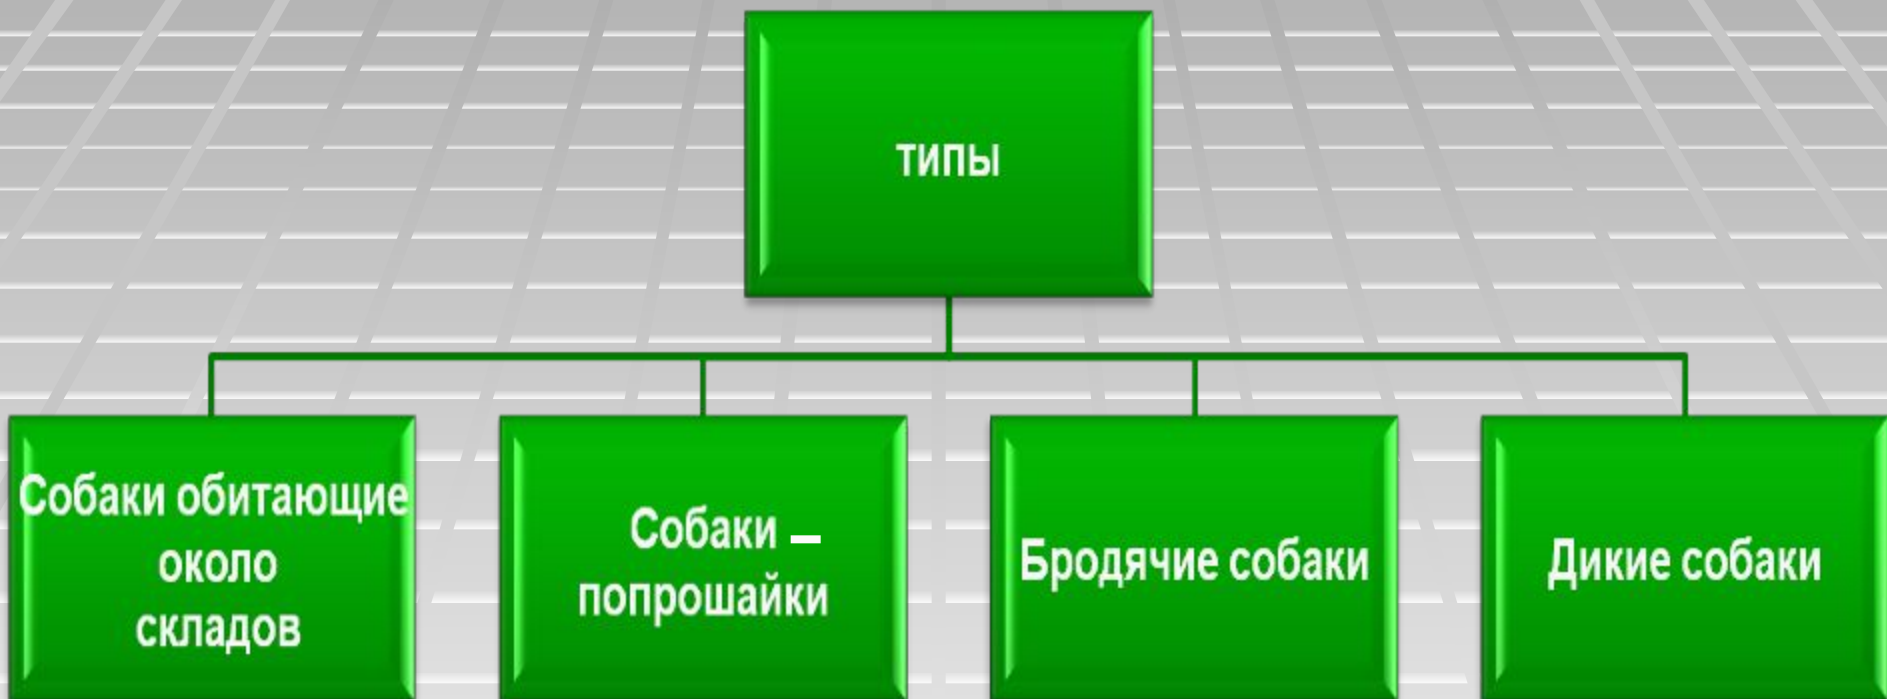 ТИПЫ
Собаки обитающие
около
складов
Собаки –
попрошайки
Бродячие собаки
Дикие собаки